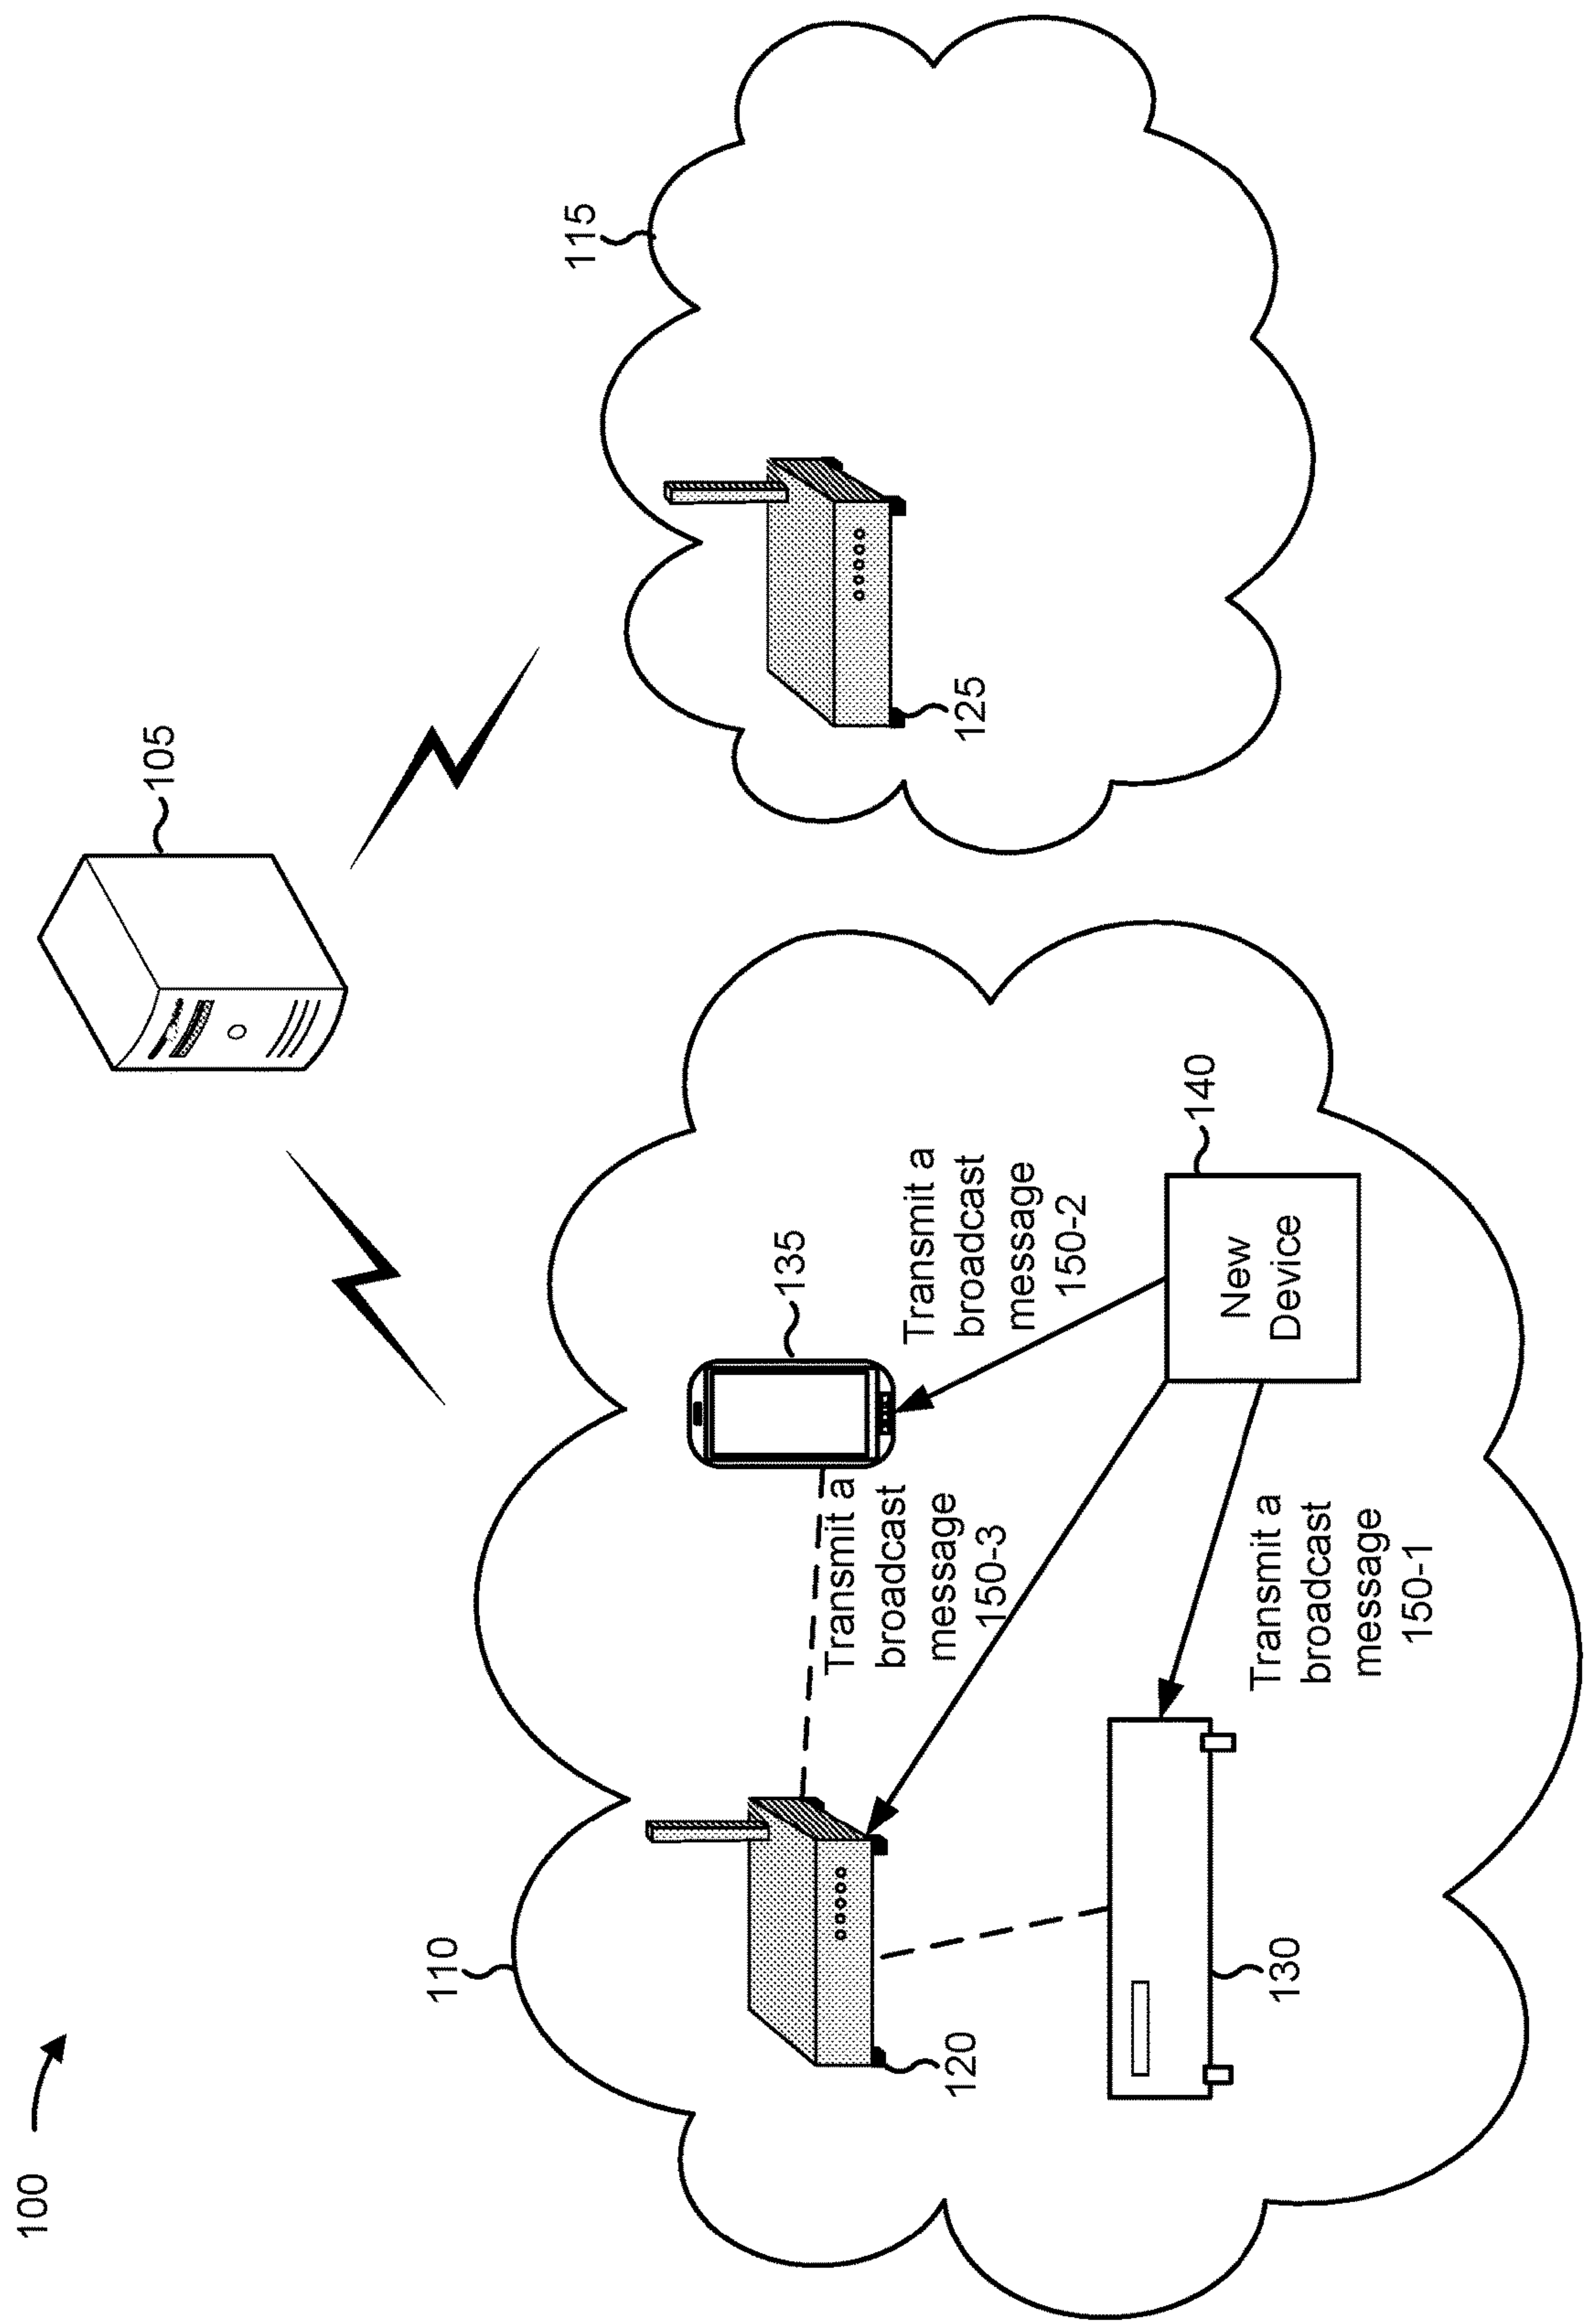 100
105
110
115
135
Transmit a
broadcast
message
150-2
Transmit a
broadcast
message
150-3
120
125
140
New
Device
Transmit a
broadcast
message
150-1
130